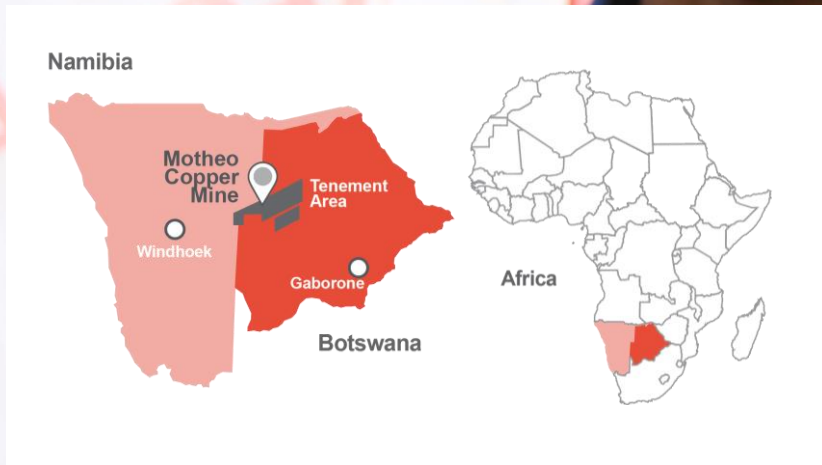 Namibia
Motheo
Copper
Mine
Tenement
Area
Windhoek
Gaborone
Botswana
Africa